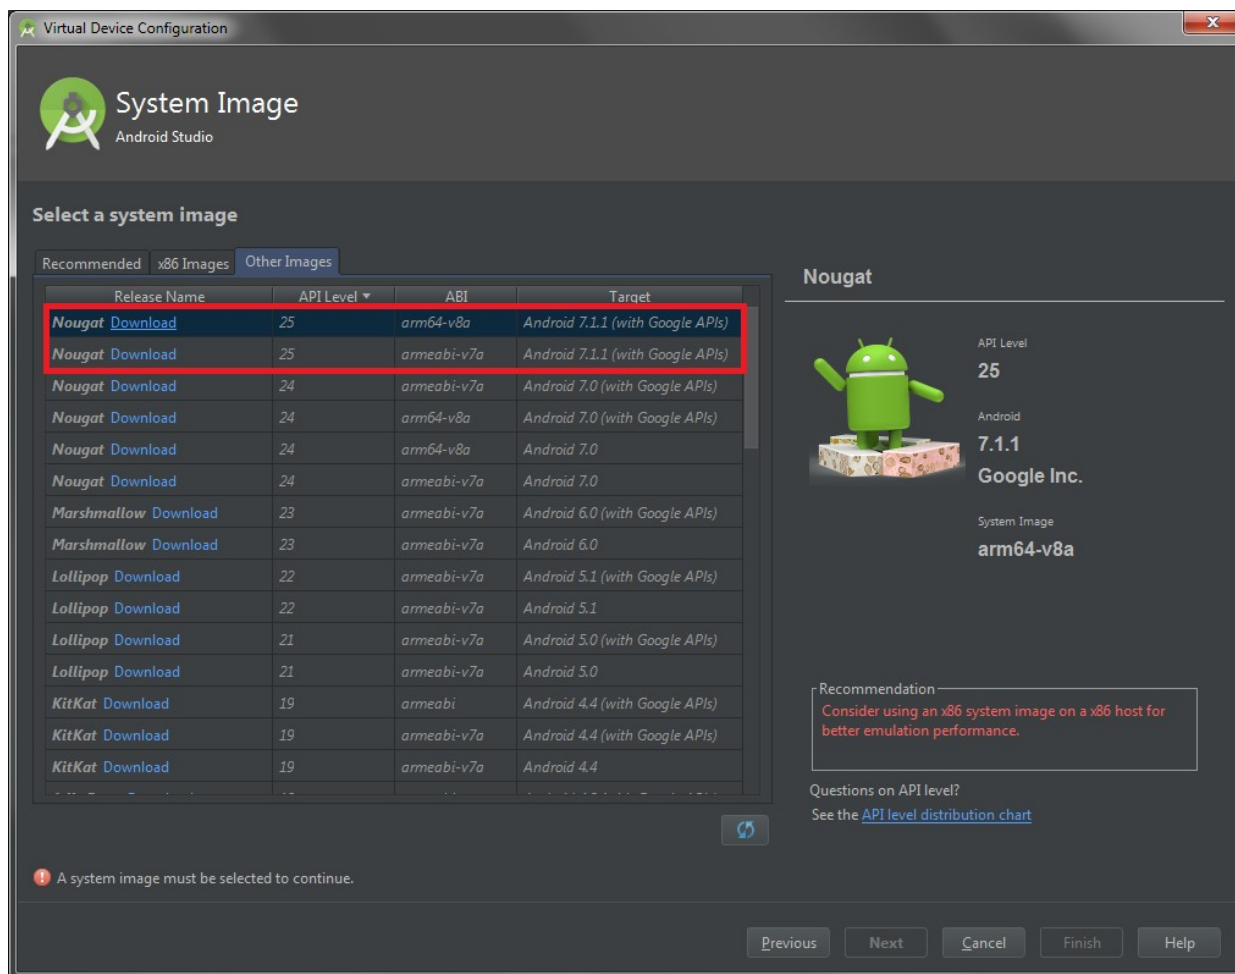 Virtual Device Configuration
X
System Image
Android Studio
Select a system image
Recommended x86 Images Other Images
Release Name API Level ABI Target
Nougat Download 25 arm64-v8a Android 7.1.1 (with Google APIs)
Nougat Download 25 armeabi-v7a Android 7.1.1 (with Google APIs)
Nougat Download 24 armeabi-v7a Android 7.0 (with Google APIs)
Nougat Download 24 arm64-v8a Android 7.0 (with Google APIs)
Nougat Download 24 arm64-v8a Android 7.0
Nougat Download 24 armeabi-v7a Android 7.0
Marshmallow Download 23 armeabi-v7a Android 6.0 (with Google APIs)
Marshmallow Download 23 armeabi-v7a Android 6.0
Lollipop Download 22 armeabi-v7a Android 5.1 (with Google APIs)
Lollipop Download 22 armeabi-v7a Android 5.1
Lollipop Download 21 armeabi-v7a Android 5.0 (with Google APIs)
Lollipop Download 21 armeabi-v7a Android 5.0
KitKat Download 19 armeabi Android 4.4 (with Google APIs)
KitKat Download 19 armeabi-v7a Android 4.4 (with Google APIs)
KitKat Download 19 armeabi-v7a Android 4.4
Nougat
API Level
25
Android
7.1.1
Google Inc.
System Image
arm64-v8a
Recommendation
Consider using an x86 system image on a x86 host for
better emulation performance.
Questions on API level?
See the API level distribution chart
A system image must be selected to continue.
Previous Next Cancel Finish Help